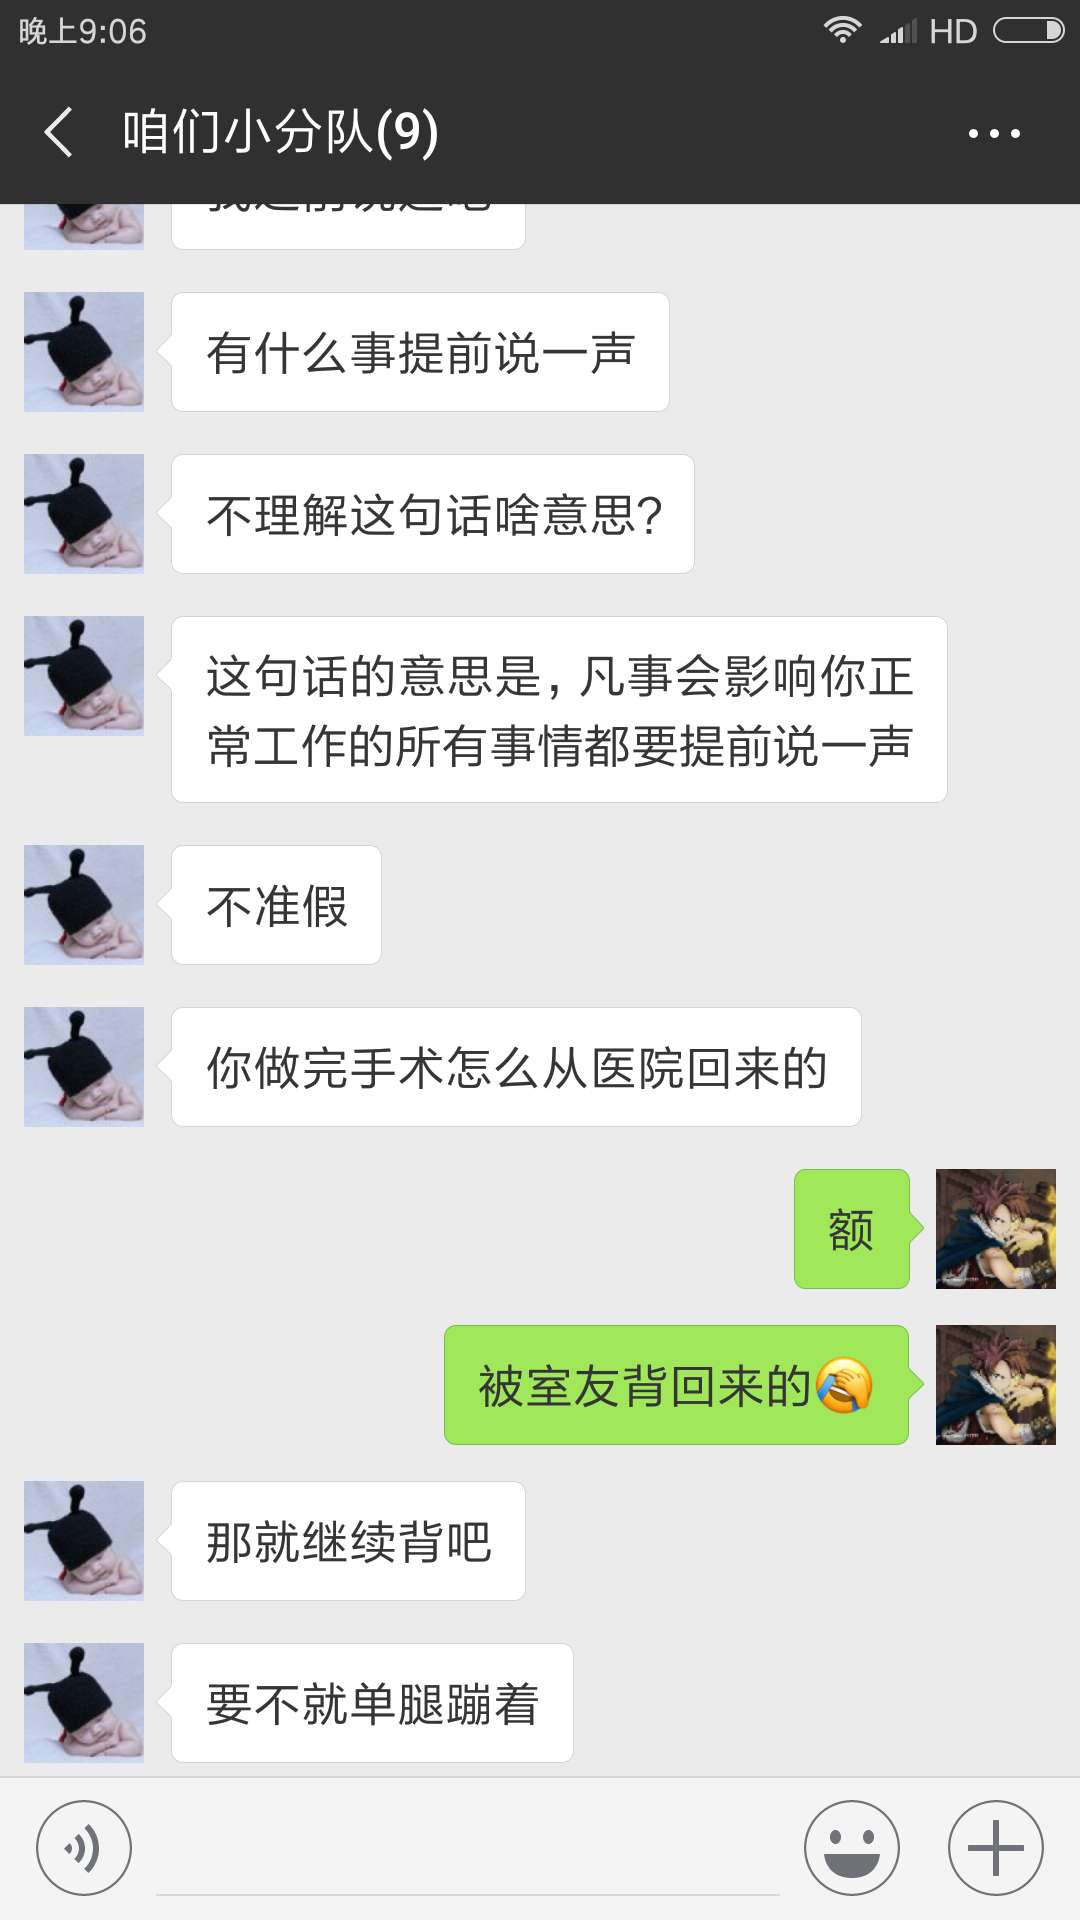 晚上9:06
HD
咱们小分队(9)
有什么事提前说一声
不理解这句话啥意思?
这句话的意思是,凡事会影响你正
常工作的所有事情都要提前说一声
不准假
你做完手术怎么从医院回来的
额
被室友背回来的🤦
那就继续背吧
要不就单腿蹦着